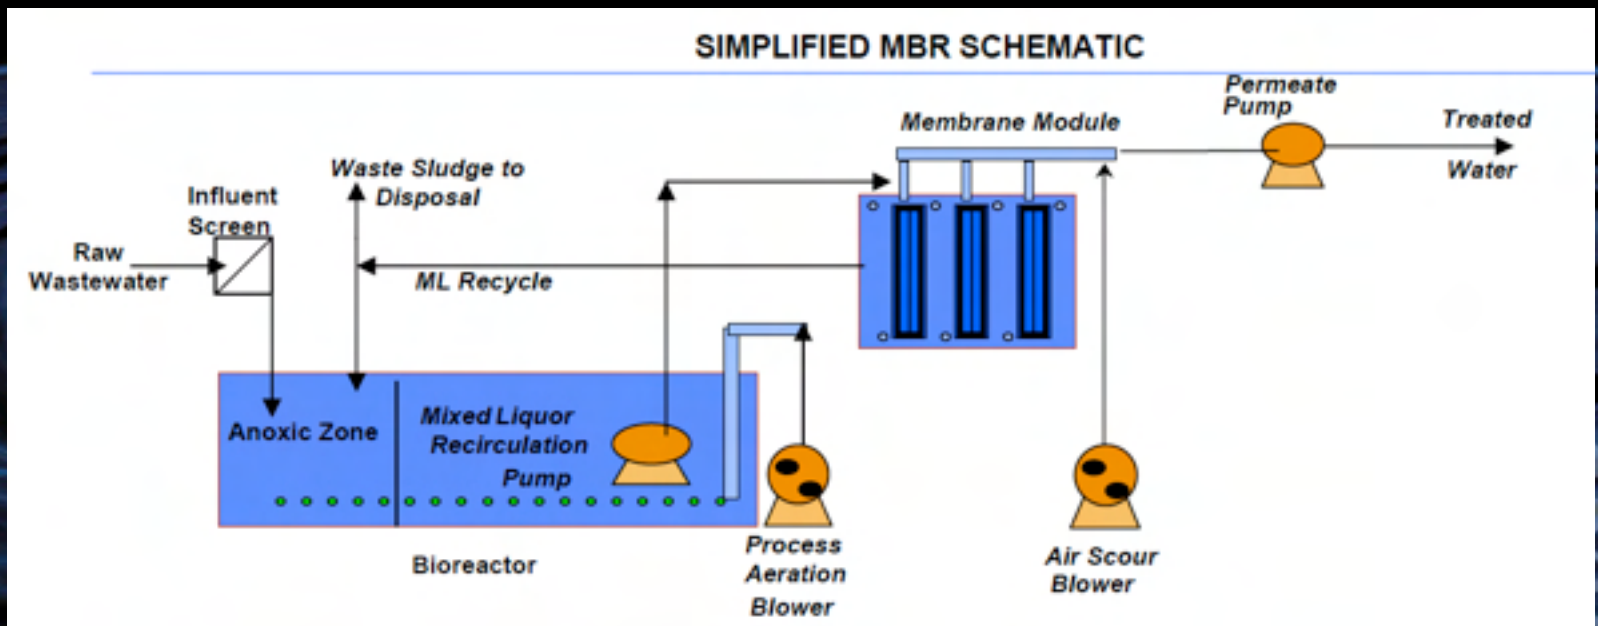 SIMPLIFIED MBR SCHEMATIC
Permeate
Pump
Treated
Water
Membrane Module
Waste Sludge to
Disposal
Influent
Screen
Raw
Wastewater
ML Recycle
Anoxic Zone
Mixed Liquor
Recirculation
Pump
Bioreactor
Process
Aeration
Blower
Air Scour
Blower